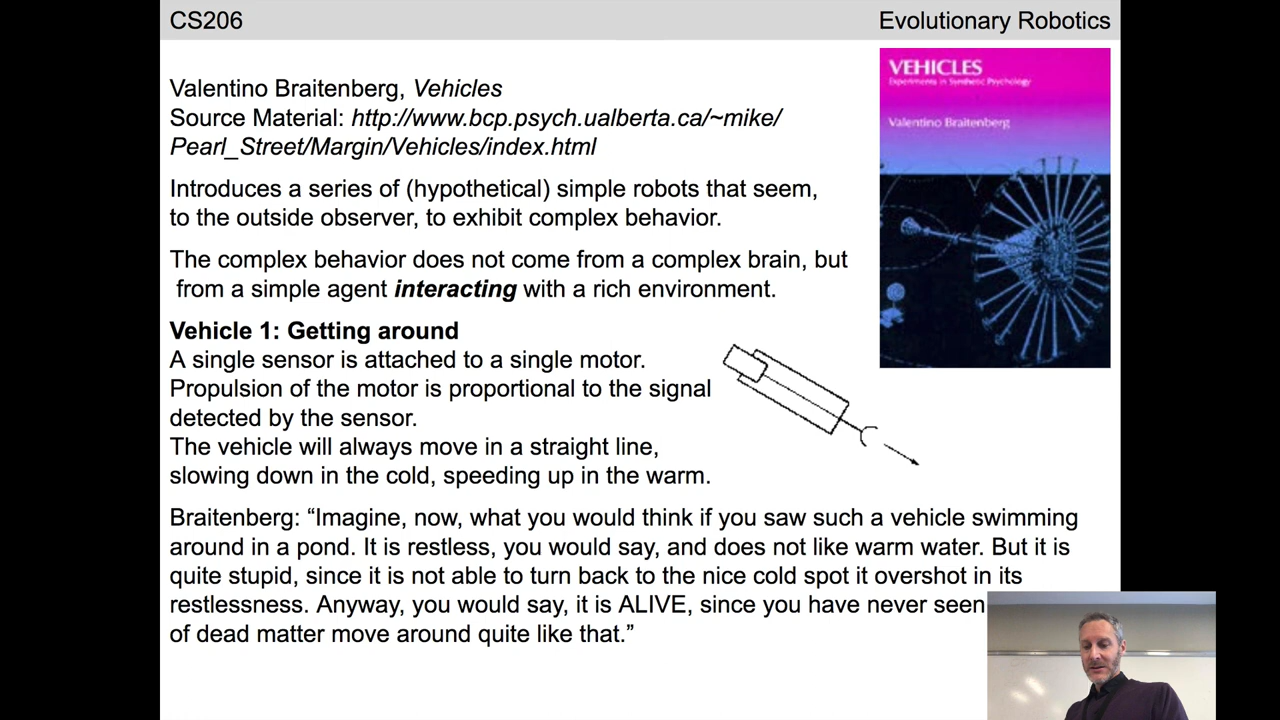 CS206
Evolutionary Robotics
Valentino Braitenberg, Vehicles
Source Material: http://www.bcp.psych.ualberta.ca/~mike/
Pearl_Street/Margin/Vehicles/index.html
Introduces a series of (hypothetical) simple robots that seem,
to the outside observer, to exhibit complex behavior.
The complex behavior does not come from a complex brain, but
from a simple agent interacting with a rich environment.
Vehicle 1: Getting around
A single sensor is attached to a single motor.
Propulsion of the motor is proportional to the signal
detected by the sensor.
The vehicle will always move in a straight line,
slowing down in the cold, speeding up in the warm.
Braitenberg: “Imagine, now, what you would think if you saw such a vehicle swimming
around in a pond. It is restless, you would say, and does not like warm water. But it is
quite stupid, since it is not able to turn back to the nice cold spot it overshot in its
restlessness. Anyway, you would say, it is ALIVE, since you have never seen
of dead matter move around quite like that.”
VEHICLES
Experiments in Synthetic Psychology
Valentino Braitenberg